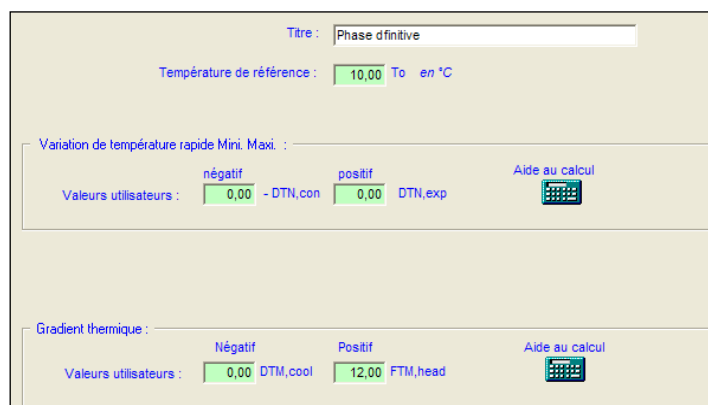 Titre : Phase dfinitive
Température de référence : 10,00 To en °C
Variation de température rapide Mini. Maxi. :
négatif positif Aide au calcul
Valeurs utilisateurs : 0,00 - DTN,con 0,00 DTN,exp
Gradient thermique :
Négatif Positif Aide au calcul
Valeurs utilisateurs : 0,00 DTM,cool 12,00 FTM,head